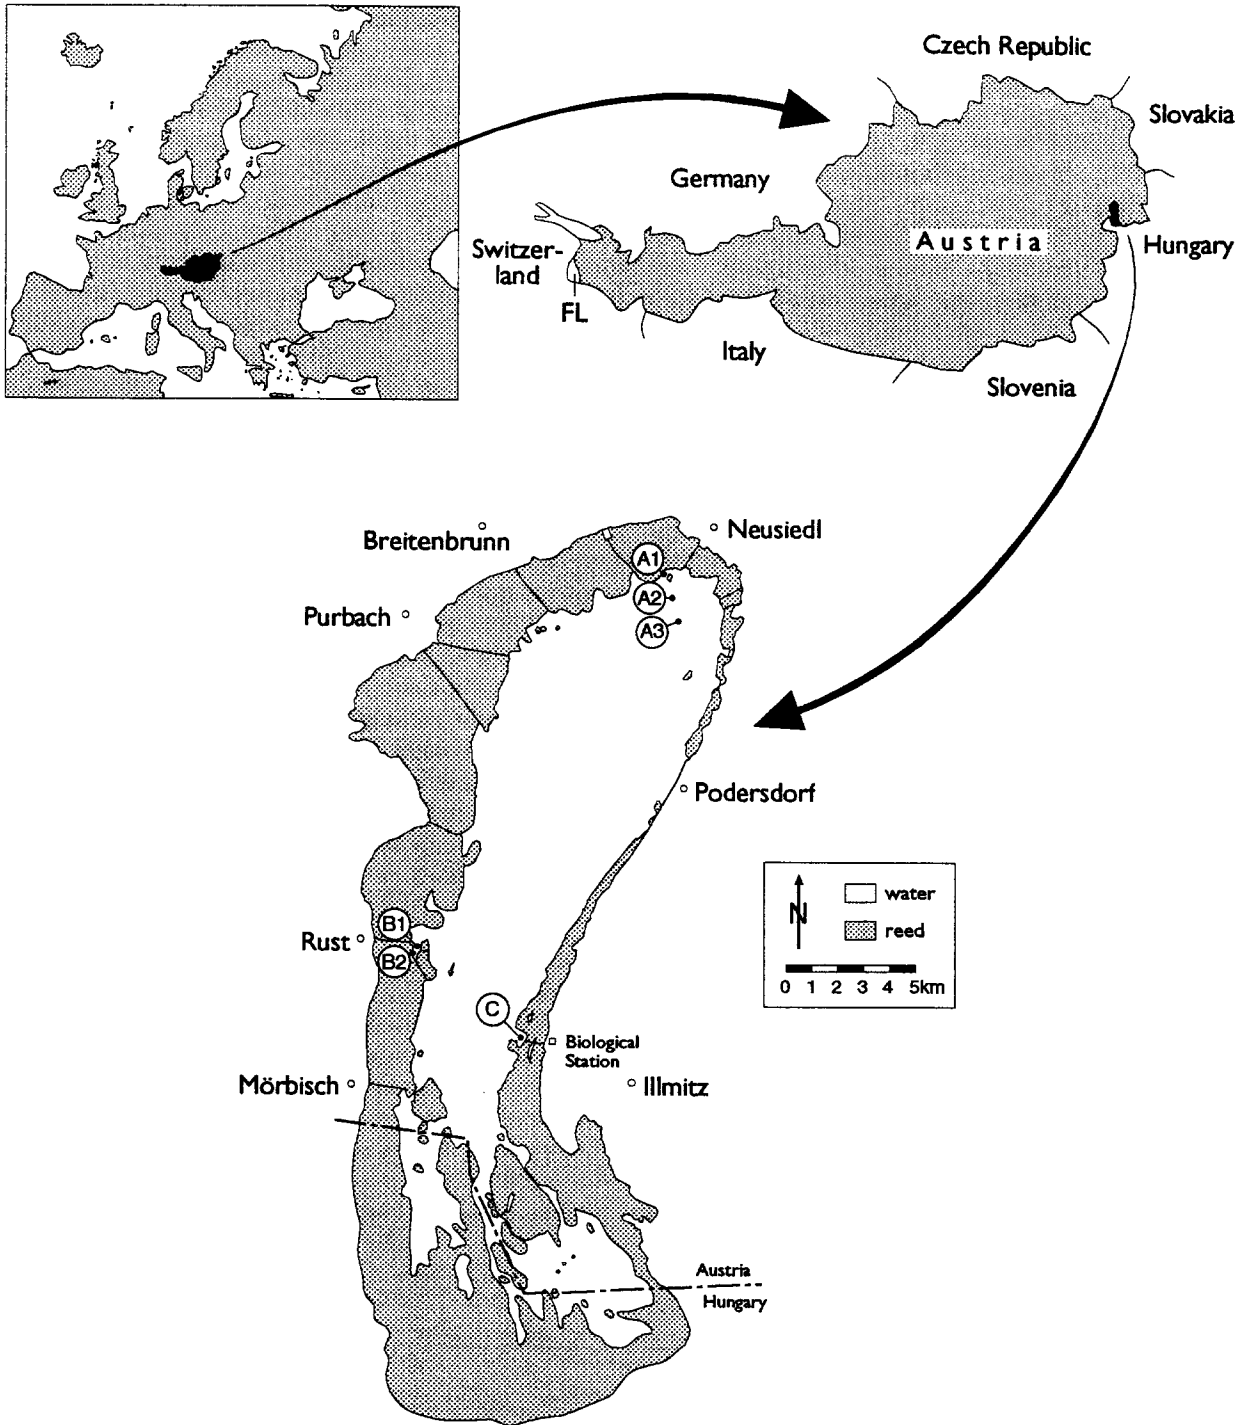 Czech Republic
Slovakia
Germany
Switzer-
land
Austria
Hungary
FL
Italy
Slovenia
Breitenbrunn
Neusiedl
A1
A2
A3
Purbach
Podersdorf
N
water
reed
0 1 2 3 4 5km
B1
Rust
B2
C
Biological
Station
Mörbisch
Illmitz
Austria
Hungary